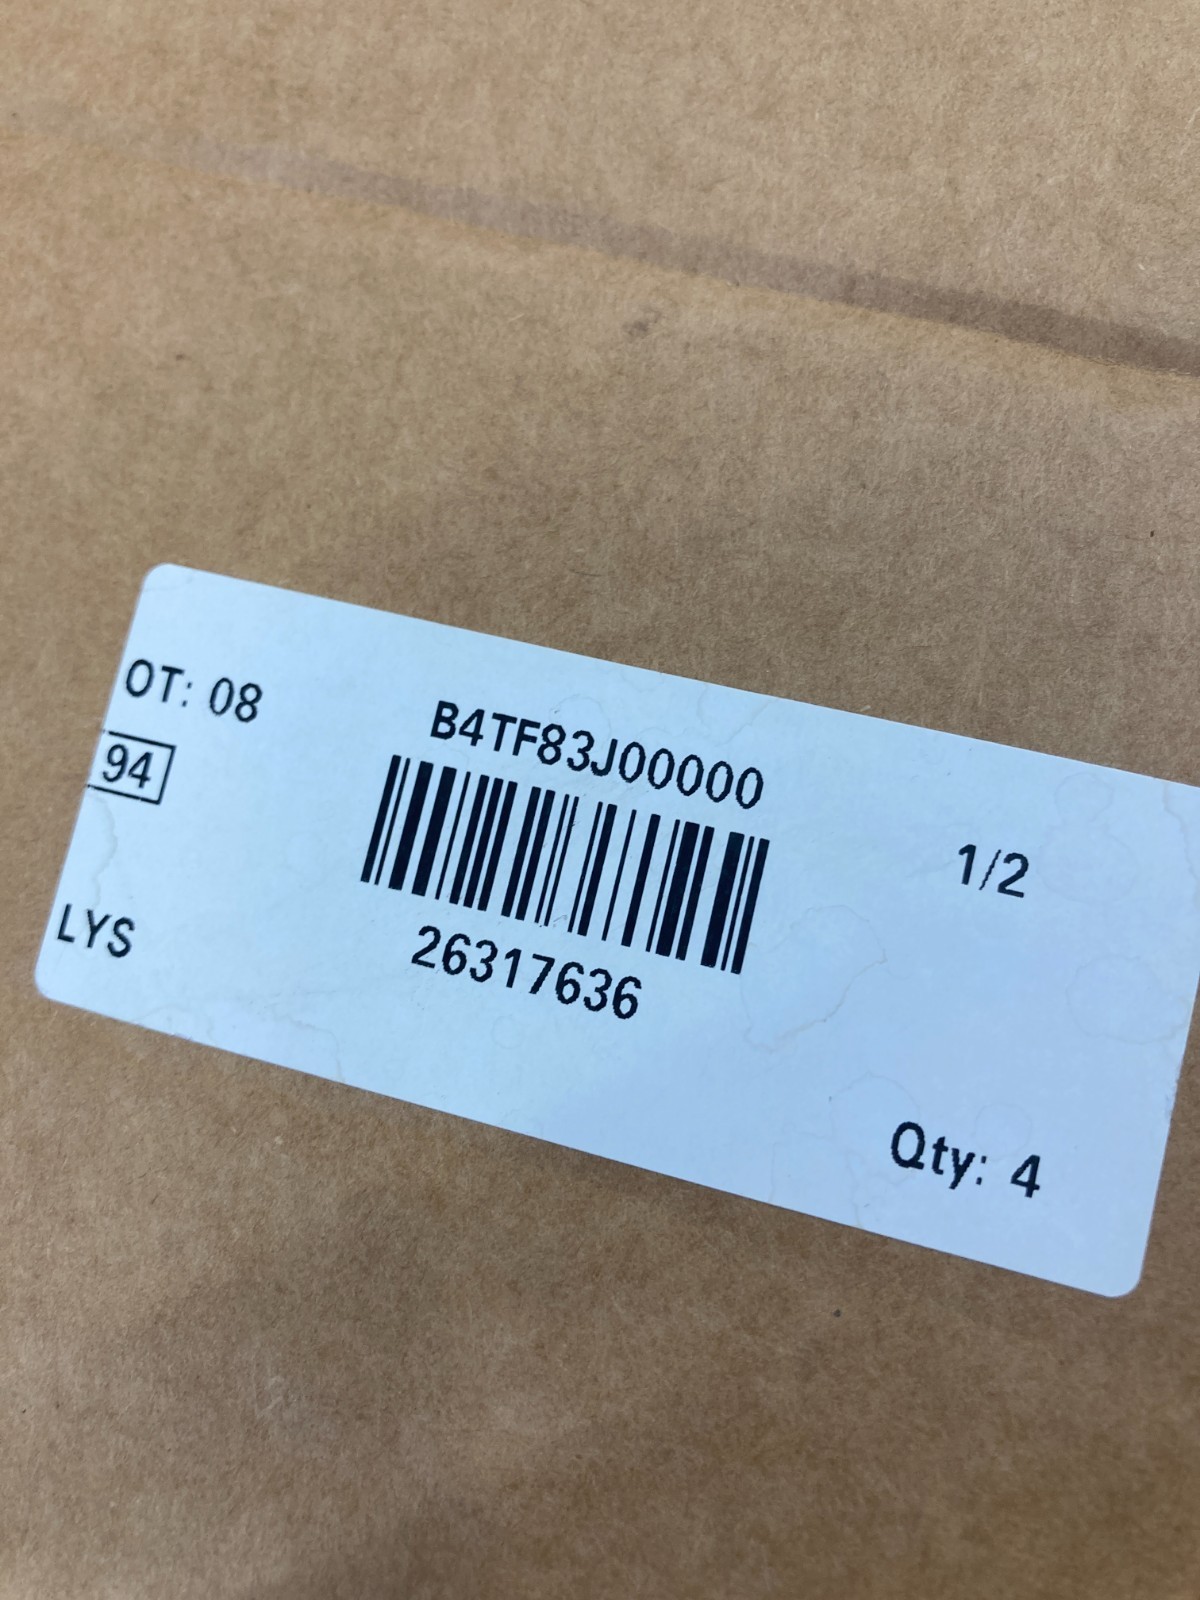 OT: 08
B4TF83J00000
94
1/2
LYS
26317636
Qty: 4